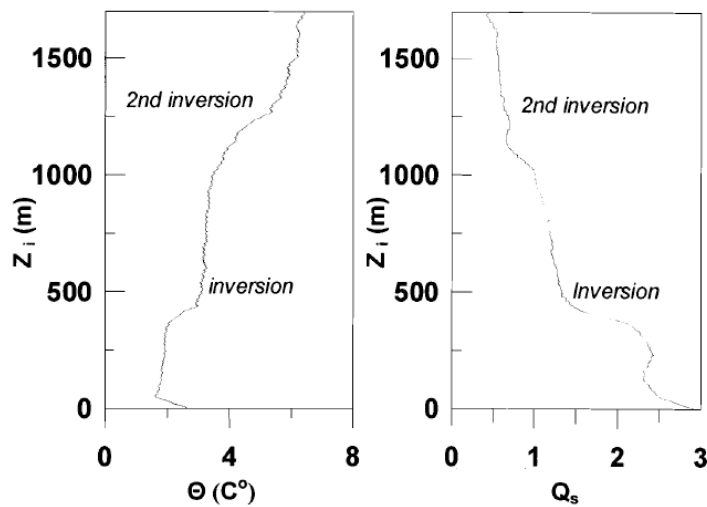 1500
2nd inversion
1000
Z i (m)
500
inversion
0
0 4 8
Θ (Cº)
1500
2nd inversion
1000
Z i (m)
500
Inversion
0
0 1 2 3
Qs